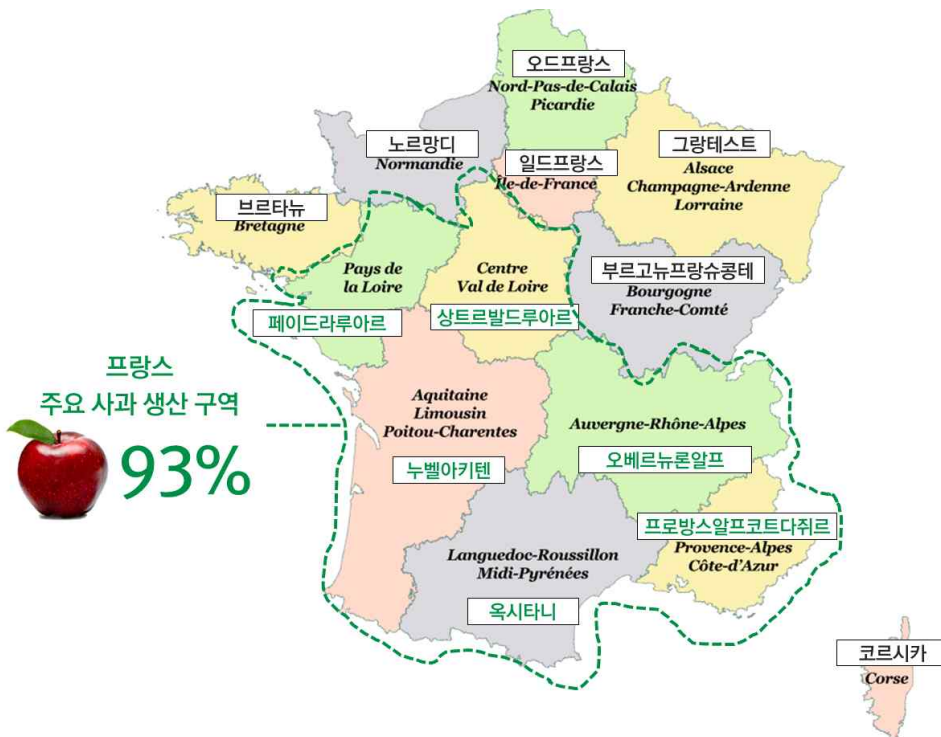 오드프랑스
Nord-Pas-de-Calais
Picardie
노르망디
Normandie
일드프랑스
Île-de-France
그랑테스트
Alsace
Champagne-Ardenne
Lorraine
브르타뉴
Bretagne
Pays de
la Loire
페이드라루아르
Centre
Val de Loire
상트르발드루아르
부르고뉴프랑슈콩테
Bourgogne
Franche-Comté
프랑스
주요 사과 생산 구역
93%
Aquitaine
Limousin
Poitou-Charentes
누벨아키텐
Auvergne-Rhône-Alpes
오베르뉴론알프
프로방스알프코트다쥐르
Provence-Alpes
Côte-d'Azur
Languedoc-Roussillon
Midi-Pyrénées
옥시타니
코르시카
Corse